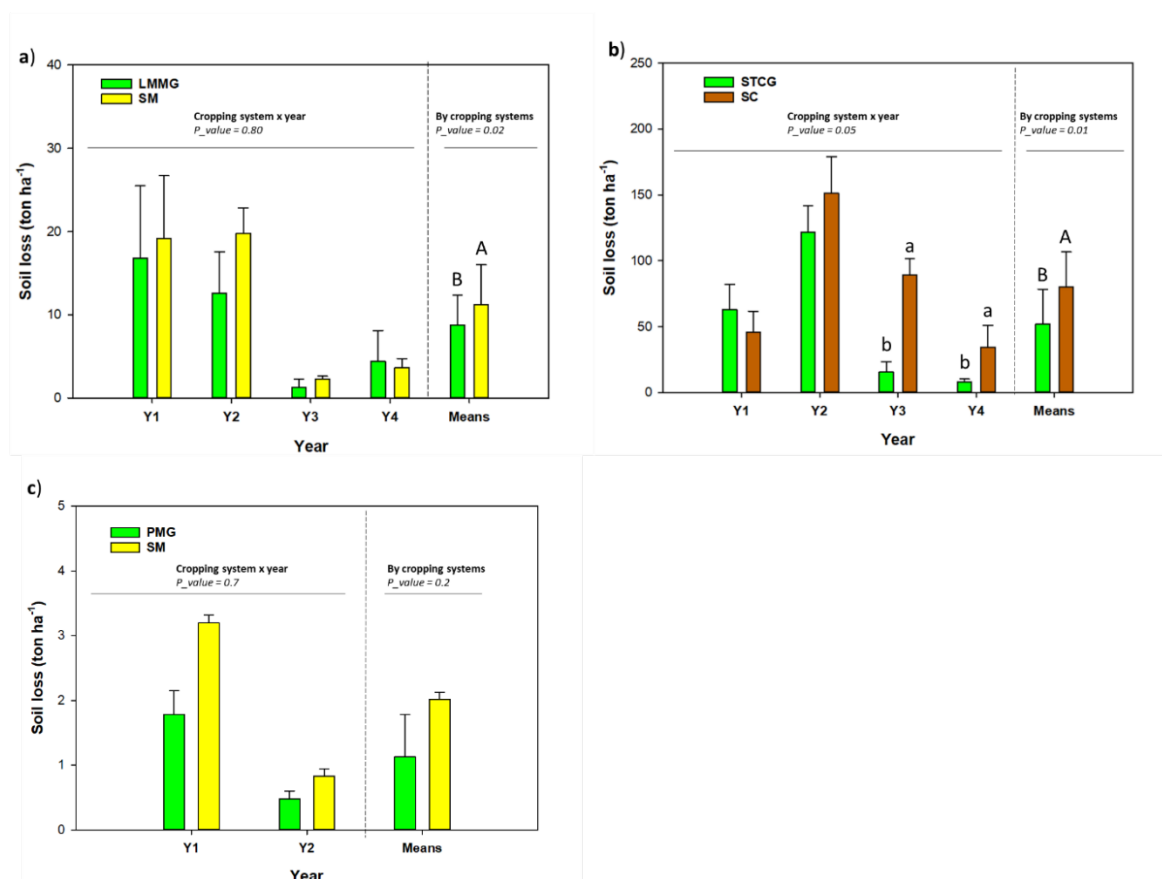 a)
40
30
20
10
0
Soil loss (ton ha⁻¹)
LMMG
SM
Cropping system x year
P_value = 0.80
By cropping systems
P_value = 0.02
B
A
Y1 Y2 Y3 Y4 Means
Year
b)
250
200
150
100
50
0
Soil loss (ton ha⁻¹)
STCG
SC
Cropping system x year
P_value = 0.05
By cropping systems
P_value = 0.01
b
a
b
a
B
A
Y1 Y2 Y3 Y4 Means
Year
c)
5
4
3
2
1
0
Soil loss (ton ha⁻¹)
PMG
SM
Cropping system x year
P_value = 0.7
By cropping systems
P_value = 0.2
Y1 Y2 Means
Year